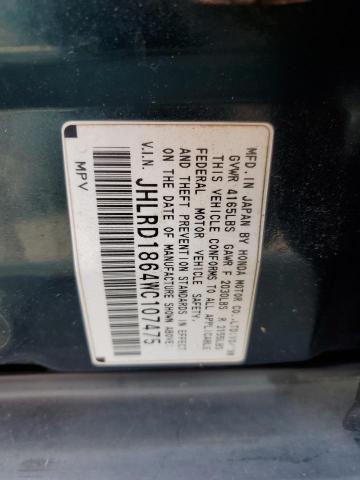 MFD. IN JAPAN BY HONDA MOTOR CO., LTD.
GVWR 4165LBS GAWR F 2030LBS R 2155LBS
THIS VEHICLE CONFORMS TO ALL APPLICABLE
FEDERAL MOTOR VEHICLE SAFETY
AND THEFT PREVENTION STANDARDS IN EFFECT
ON THE DATE OF MANUFACTURE SHOWN ABOVE.
V.I.N. JHLRD1864WC107475
MPV